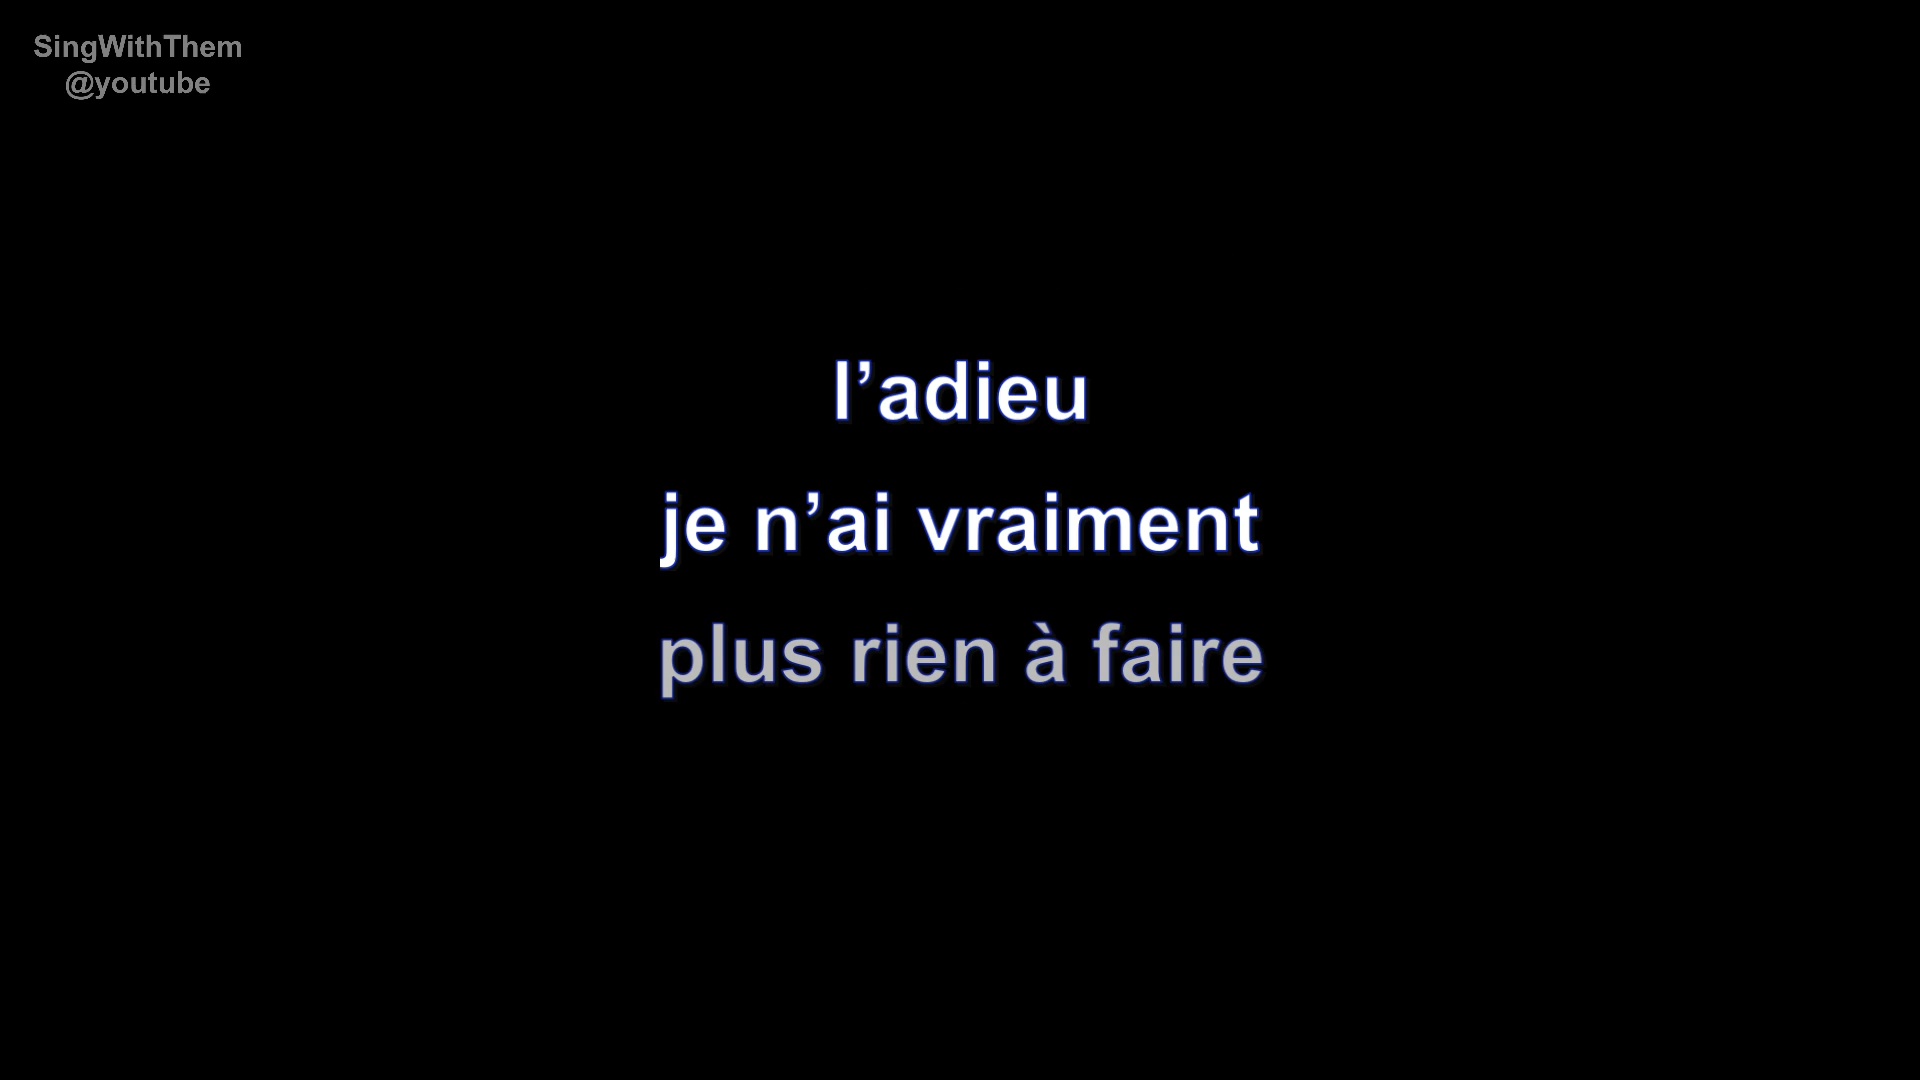 SingWithThem
@youtube
l’adieu
je n’ai vraiment
plus rien à faire